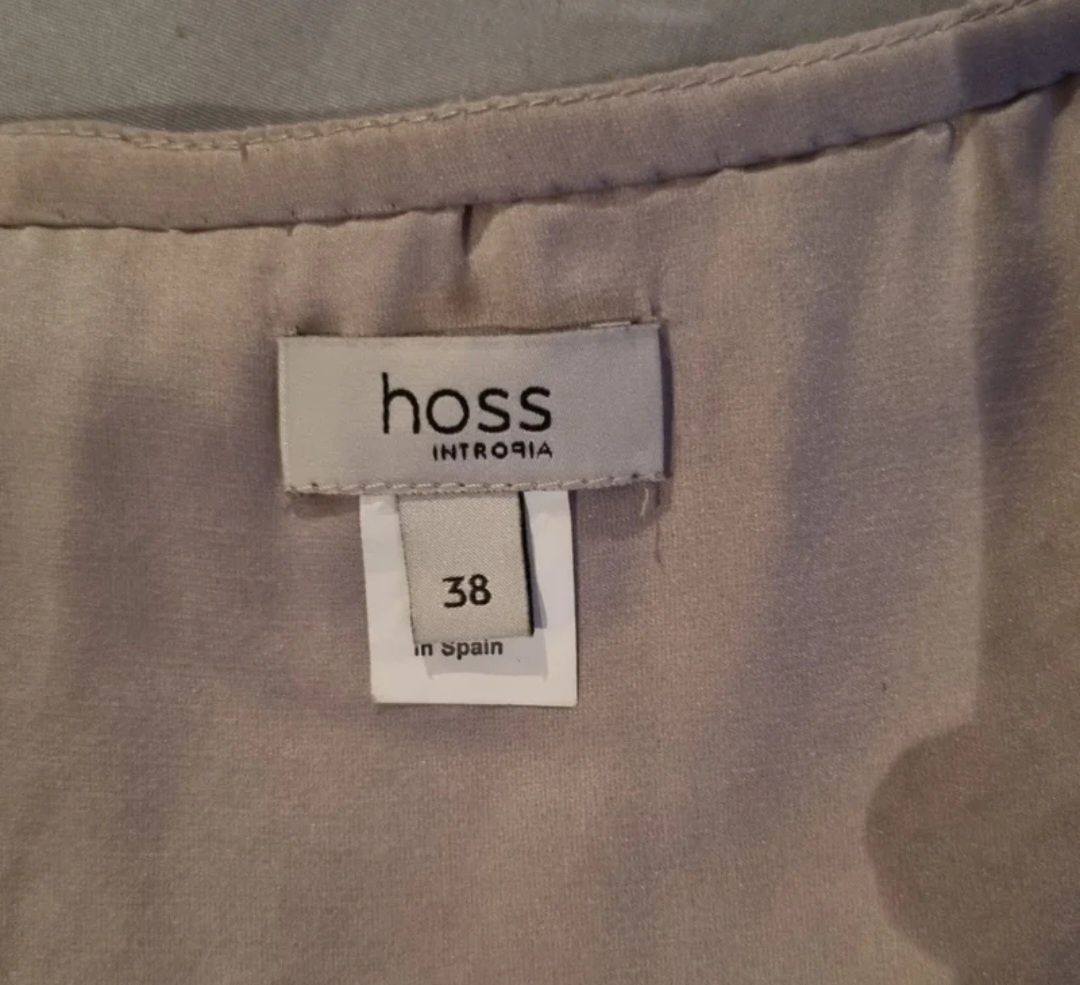 hoss
INTROPIA
38
in Spain